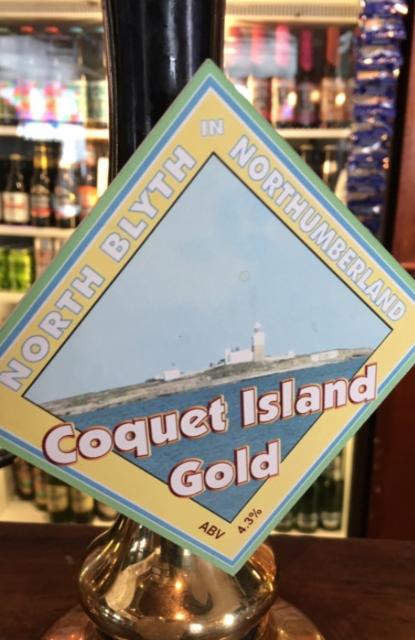 NORTH BLYTH
IN
NORTHUMBERLAND
Coquet Island
Gold
ABV 4.3%